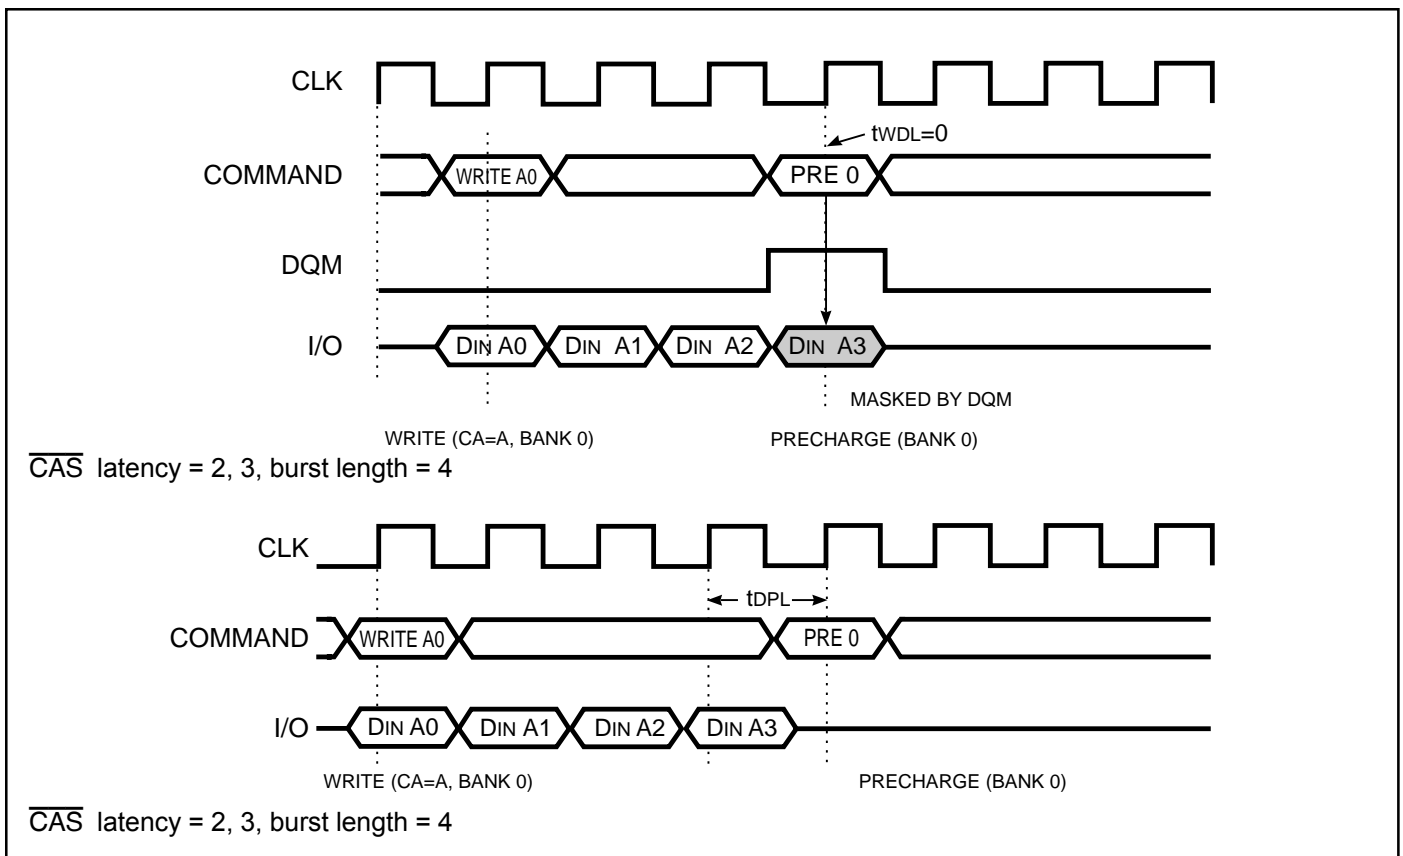 CLK
tWDL=0
COMMAND WRITE A0 PRE 0
DQM
I/O DIN A0 DIN A1 DIN A2 DIN A3
MASKED BY DQM
WRITE (CA=A, BANK 0) PRECHARGE (BANK 0)
CAS latency = 2, 3, burst length = 4
CLK
tDPL
COMMAND WRITE A0 PRE 0
I/O DIN A0 DIN A1 DIN A2 DIN A3
WRITE (CA=A, BANK 0) PRECHARGE (BANK 0)
CAS latency = 2, 3, burst length = 4